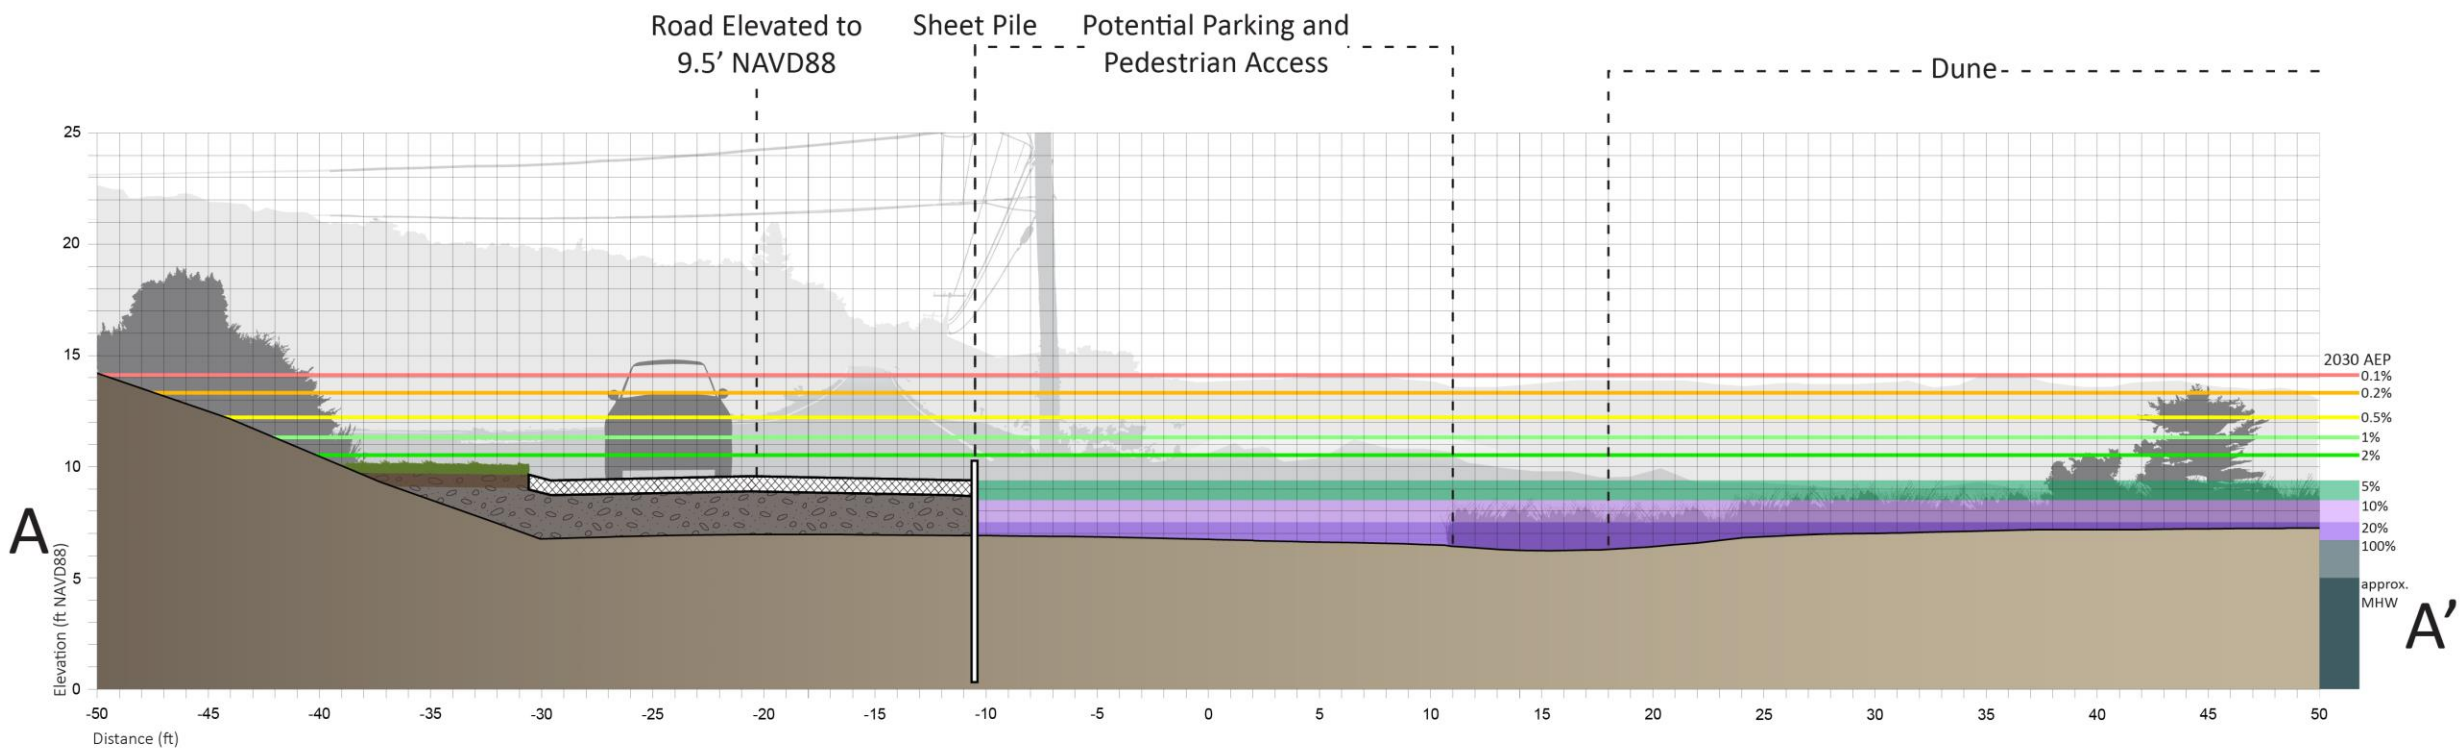 Road Elevated to
9.5’ NAVD88
Sheet Pile
Potential Parking and
Pedestrian Access
Dune
25
20
15
10
5
0
Elevation (ft NAVD88)
A
2030 AEP
0.1%
0.2%
0.5%
1%
2%
5%
10%
20%
100%
approx.
MHW
A’
-50 -45 -40 -35 -30 -25 -20 -15 -10 -5 0 5 10 15 20 25 30 35 40 45 50
Distance (ft)